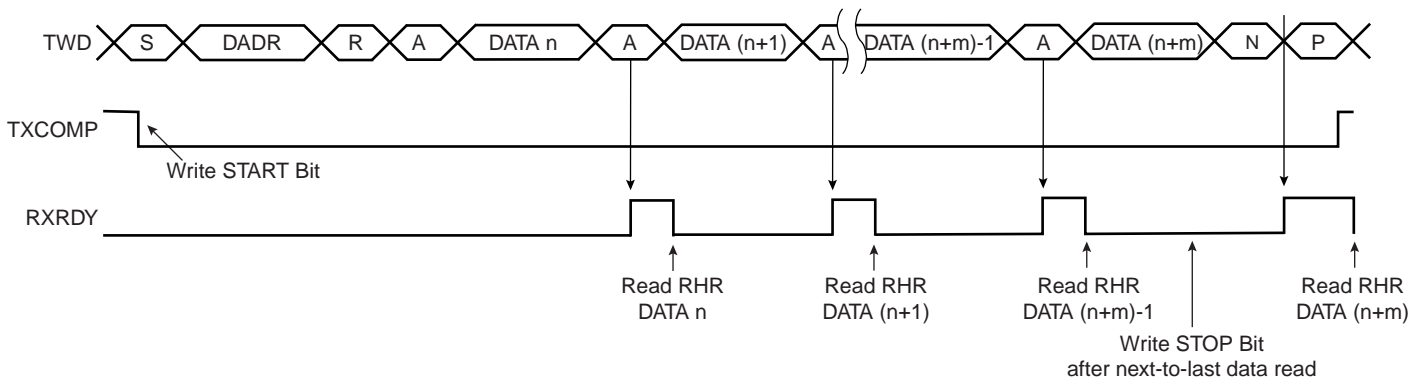 TWD S DADR R A DATA n A DATA (n+1) A DATA (n+m)-1 A DATA (n+m) N P
TXCOMP
Write START Bit
RXRDY
Read RHR
DATA n
Read RHR
DATA (n+1)
Read RHR
DATA (n+m)-1
Read RHR
DATA (n+m)
Write STOP Bit
after next-to-last data read